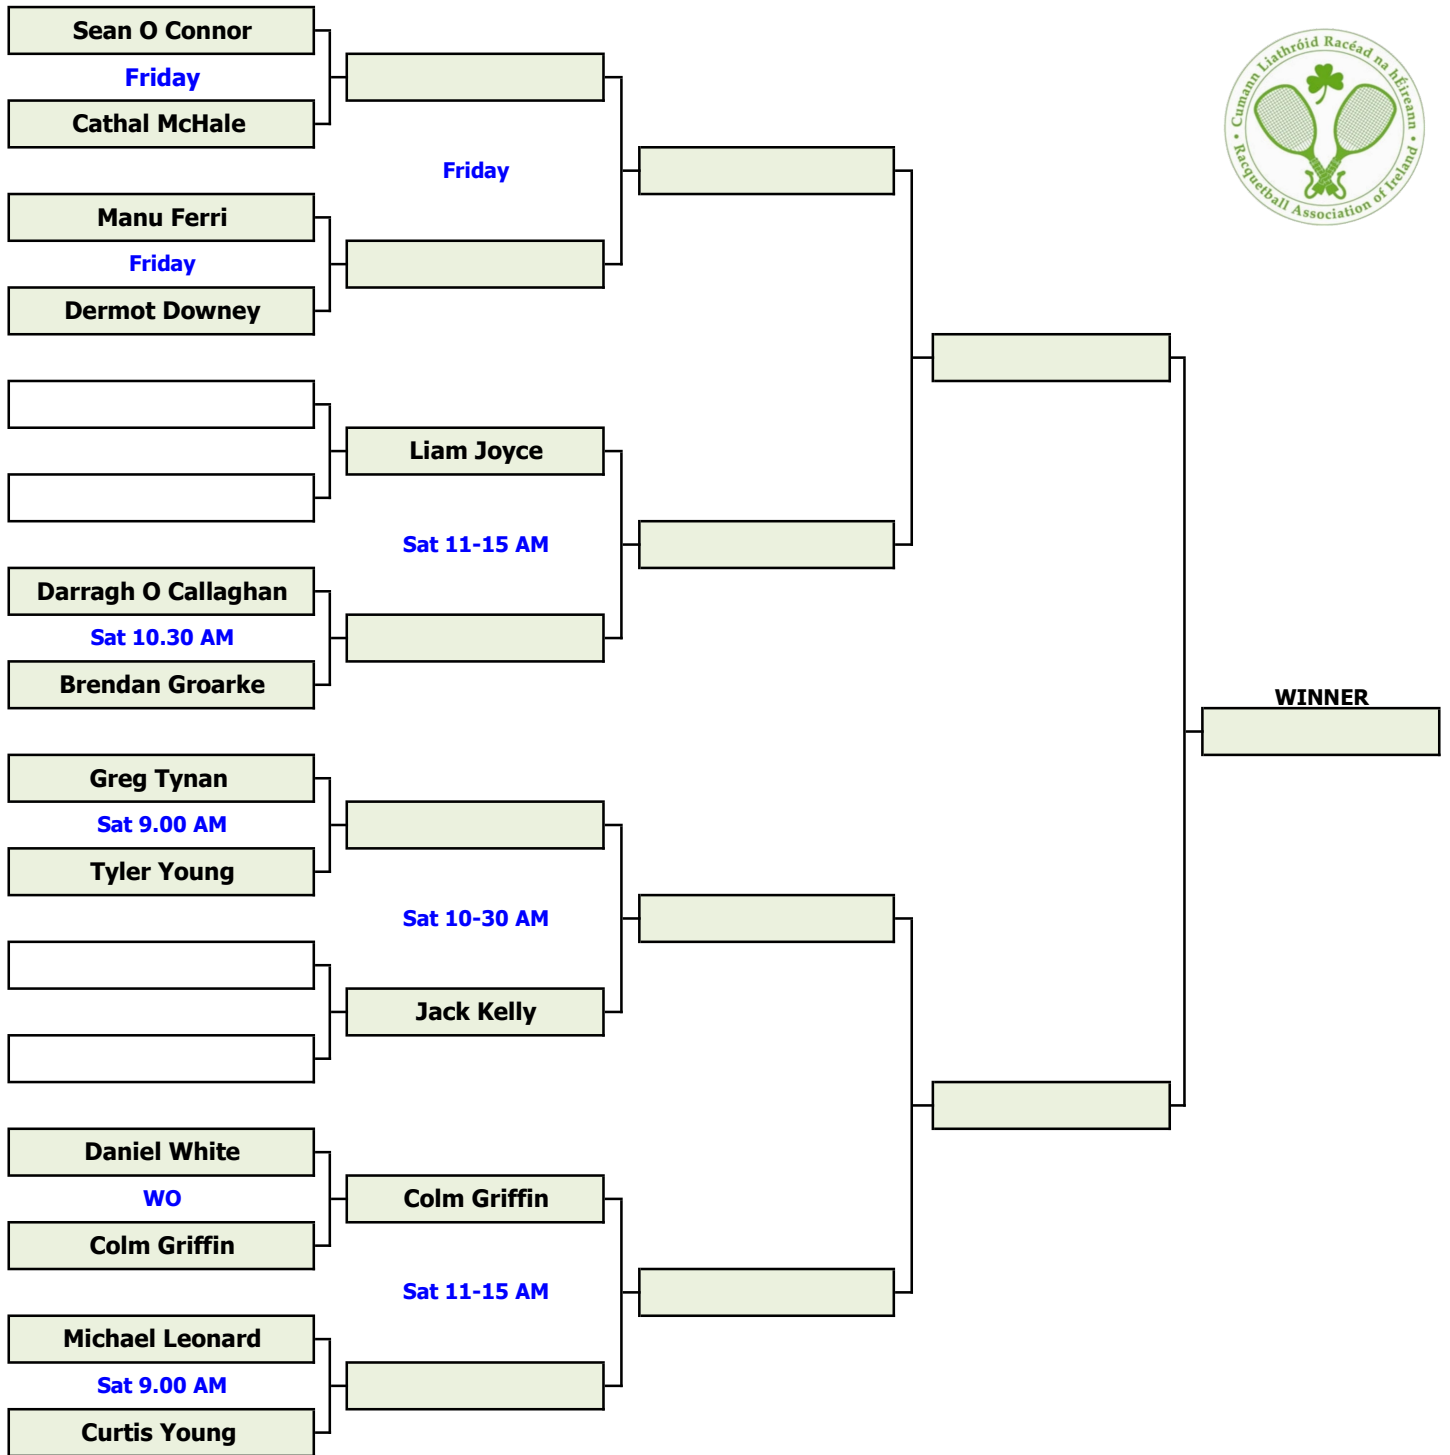 Sean O Connor
Friday
Cathal McHale
Friday
Manu Ferri
Friday
Dermot Downey
Liam Joyce
Sat 11-15 AM
Darragh O Callaghan
Sat 10.30 AM
Brendan Groarke
WINNER
Greg Tynan
Sat 9.00 AM
Tyler Young
Sat 10-30 AM
Jack Kelly
Daniel White
WO
Colm Griffin
Colm Griffin
Sat 11-15 AM
Michael Leonard
Sat 9.00 AM
Curtis Young
• Cumann Liathróid Racéad na hÉireann •
Racquetball Association of Ireland